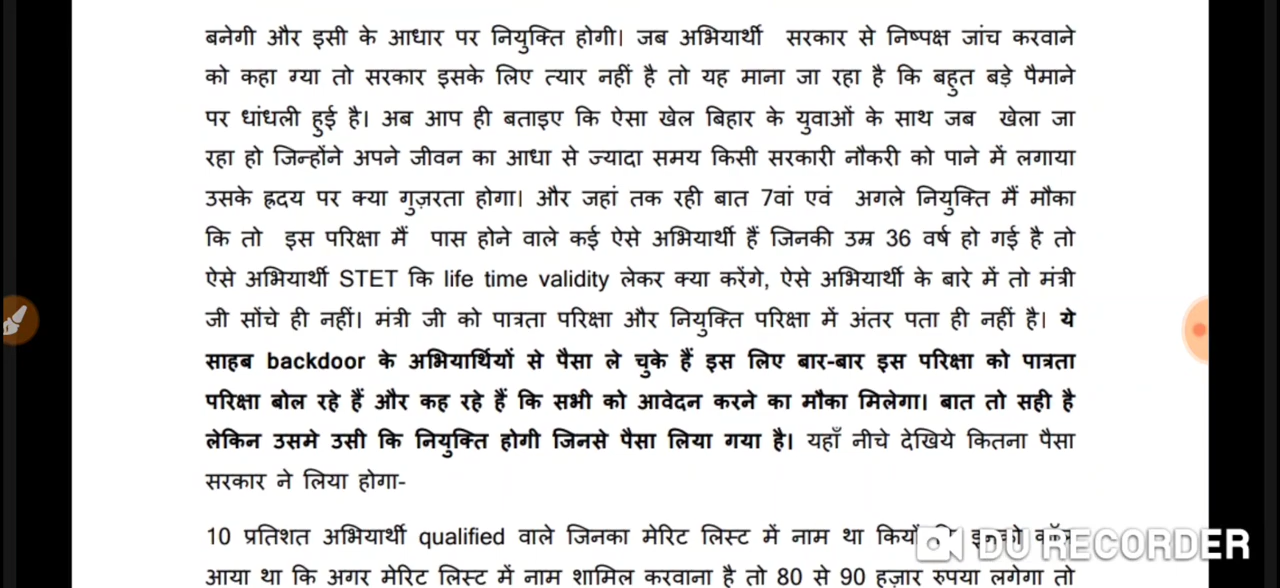 बनेगी और इसी के आधार पर नियुक्ति होगी। जब अभियार्थी सरकार से निष्पक्ष जांच करवाने
को कहा ग्या तो सरकार इसके लिए त्यार नहीं है तो यह माना जा रहा है कि बहुत बड़े पैमाने
पर धांधली हुई है। अब आप ही बताइए कि ऐसा खेल बिहार के युवाओं के साथ जब खेला जा
रहा हो जिन्होंने अपने जीवन का आधा से ज्यादा समय किसी सरकारी नौकरी को पाने में लगाया
उसके ह्रदय पर क्या गुज़रता होगा। और जहां तक रही बात 7वां एवं अगले नियुक्ति मैं मौका
कि तो इस परिक्षा मैं पास होने वाले कई ऐसे अभियार्थी हैं जिनकी उम्र 36 वर्ष हो गई है तो
ऐसे अभियार्थी STET कि life time validity लेकर क्या करेंगे, ऐसे अभियार्थी के बारे में तो मंत्री
जी सोंचे ही नहीं। मंत्री जी को पात्रता परिक्षा और नियुक्ति परिक्षा में अंतर पता ही नहीं है। ये
साहब backdoor के अभियार्थियों से पैसा ले चुके हैं इस लिए बार-बार इस परिक्षा को पात्रता
परिक्षा बोल रहे हैं और कह रहे हैं कि सभी को आवेदन करने का मौका मिलेगा। बात तो सही है
लेकिन उसमे उसी कि नियुक्ति होगी जिनसे पैसा लिया गया है। यहाँ नीचे देखिये कितना पैसा
सरकार ने लिया होगा-
10 प्रतिशत अभियार्थी qualified वाले जिनका मेरिट लिस्ट में नाम था
DU RECORDER
आया था कि अगर मेरिट लिस्ट में नाम शामिल करवाना है तो 80 से 90 हज़ार रुपया लगेगा तो